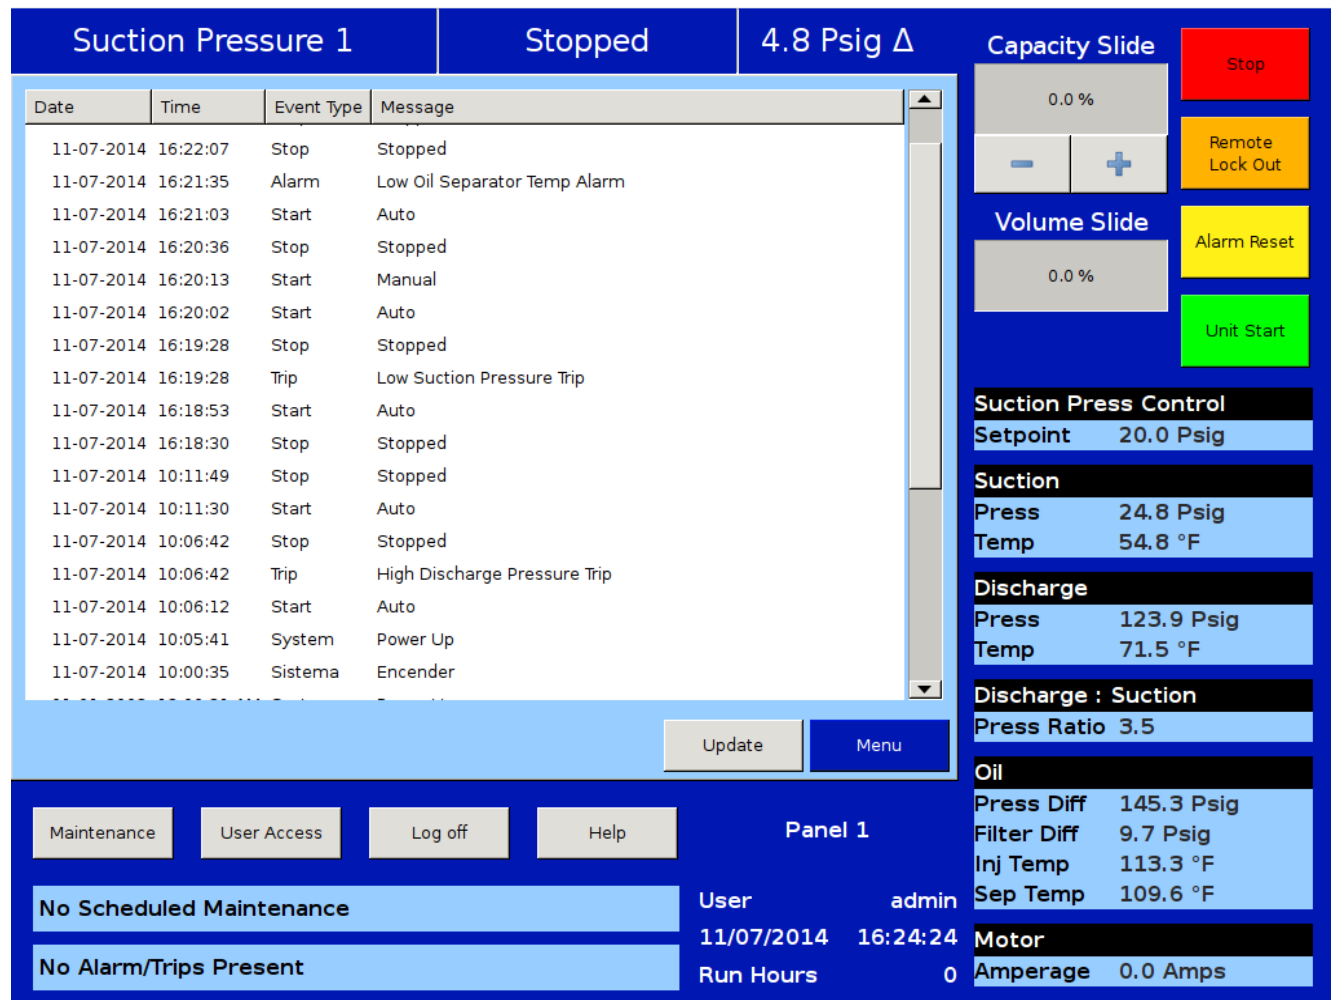 Suction Pressure 1 Stopped 4.8 Psig Δ
Date Time Event Type Message
11-07-2014 16:22:07 Stop Stopped
11-07-2014 16:21:35 Alarm Low Oil Separator Temp Alarm
11-07-2014 16:21:03 Start Auto
11-07-2014 16:20:36 Stop Stopped
11-07-2014 16:20:13 Start Manual
11-07-2014 16:20:02 Start Auto
11-07-2014 16:19:28 Stop Stopped
11-07-2014 16:19:28 Trip Low Suction Pressure Trip
11-07-2014 16:18:53 Start Auto
11-07-2014 16:18:30 Stop Stopped
11-07-2014 10:11:49 Stop Stopped
11-07-2014 10:11:30 Start Auto
11-07-2014 10:06:42 Stop Stopped
11-07-2014 10:06:42 Trip High Discharge Pressure Trip
11-07-2014 10:06:12 Start Auto
11-07-2014 10:05:41 System Power Up
11-07-2014 10:00:35 Sistema Encender
Update Menu
Maintenance User Access Log off Help
Panel 1
No Scheduled Maintenance
No Alarm/Trips Present
User admin
11/07/2014 16:24:24
Run Hours 0
Capacity Slide
0.0 %
Volume Slide
0.0 %
Stop
Remote
Lock Out
Alarm Reset
Unit Start
Suction Press Control
Setpoint 20.0 Psig
Suction
Press 24.8 Psig
Temp 54.8 °F
Discharge
Press 123.9 Psig
Temp 71.5 °F
Discharge : Suction
Press Ratio 3.5
Oil
Press Diff 145.3 Psig
Filter Diff 9.7 Psig
Inj Temp 113.3 °F
Sep Temp 109.6 °F
Motor
Amperage 0.0 Amps